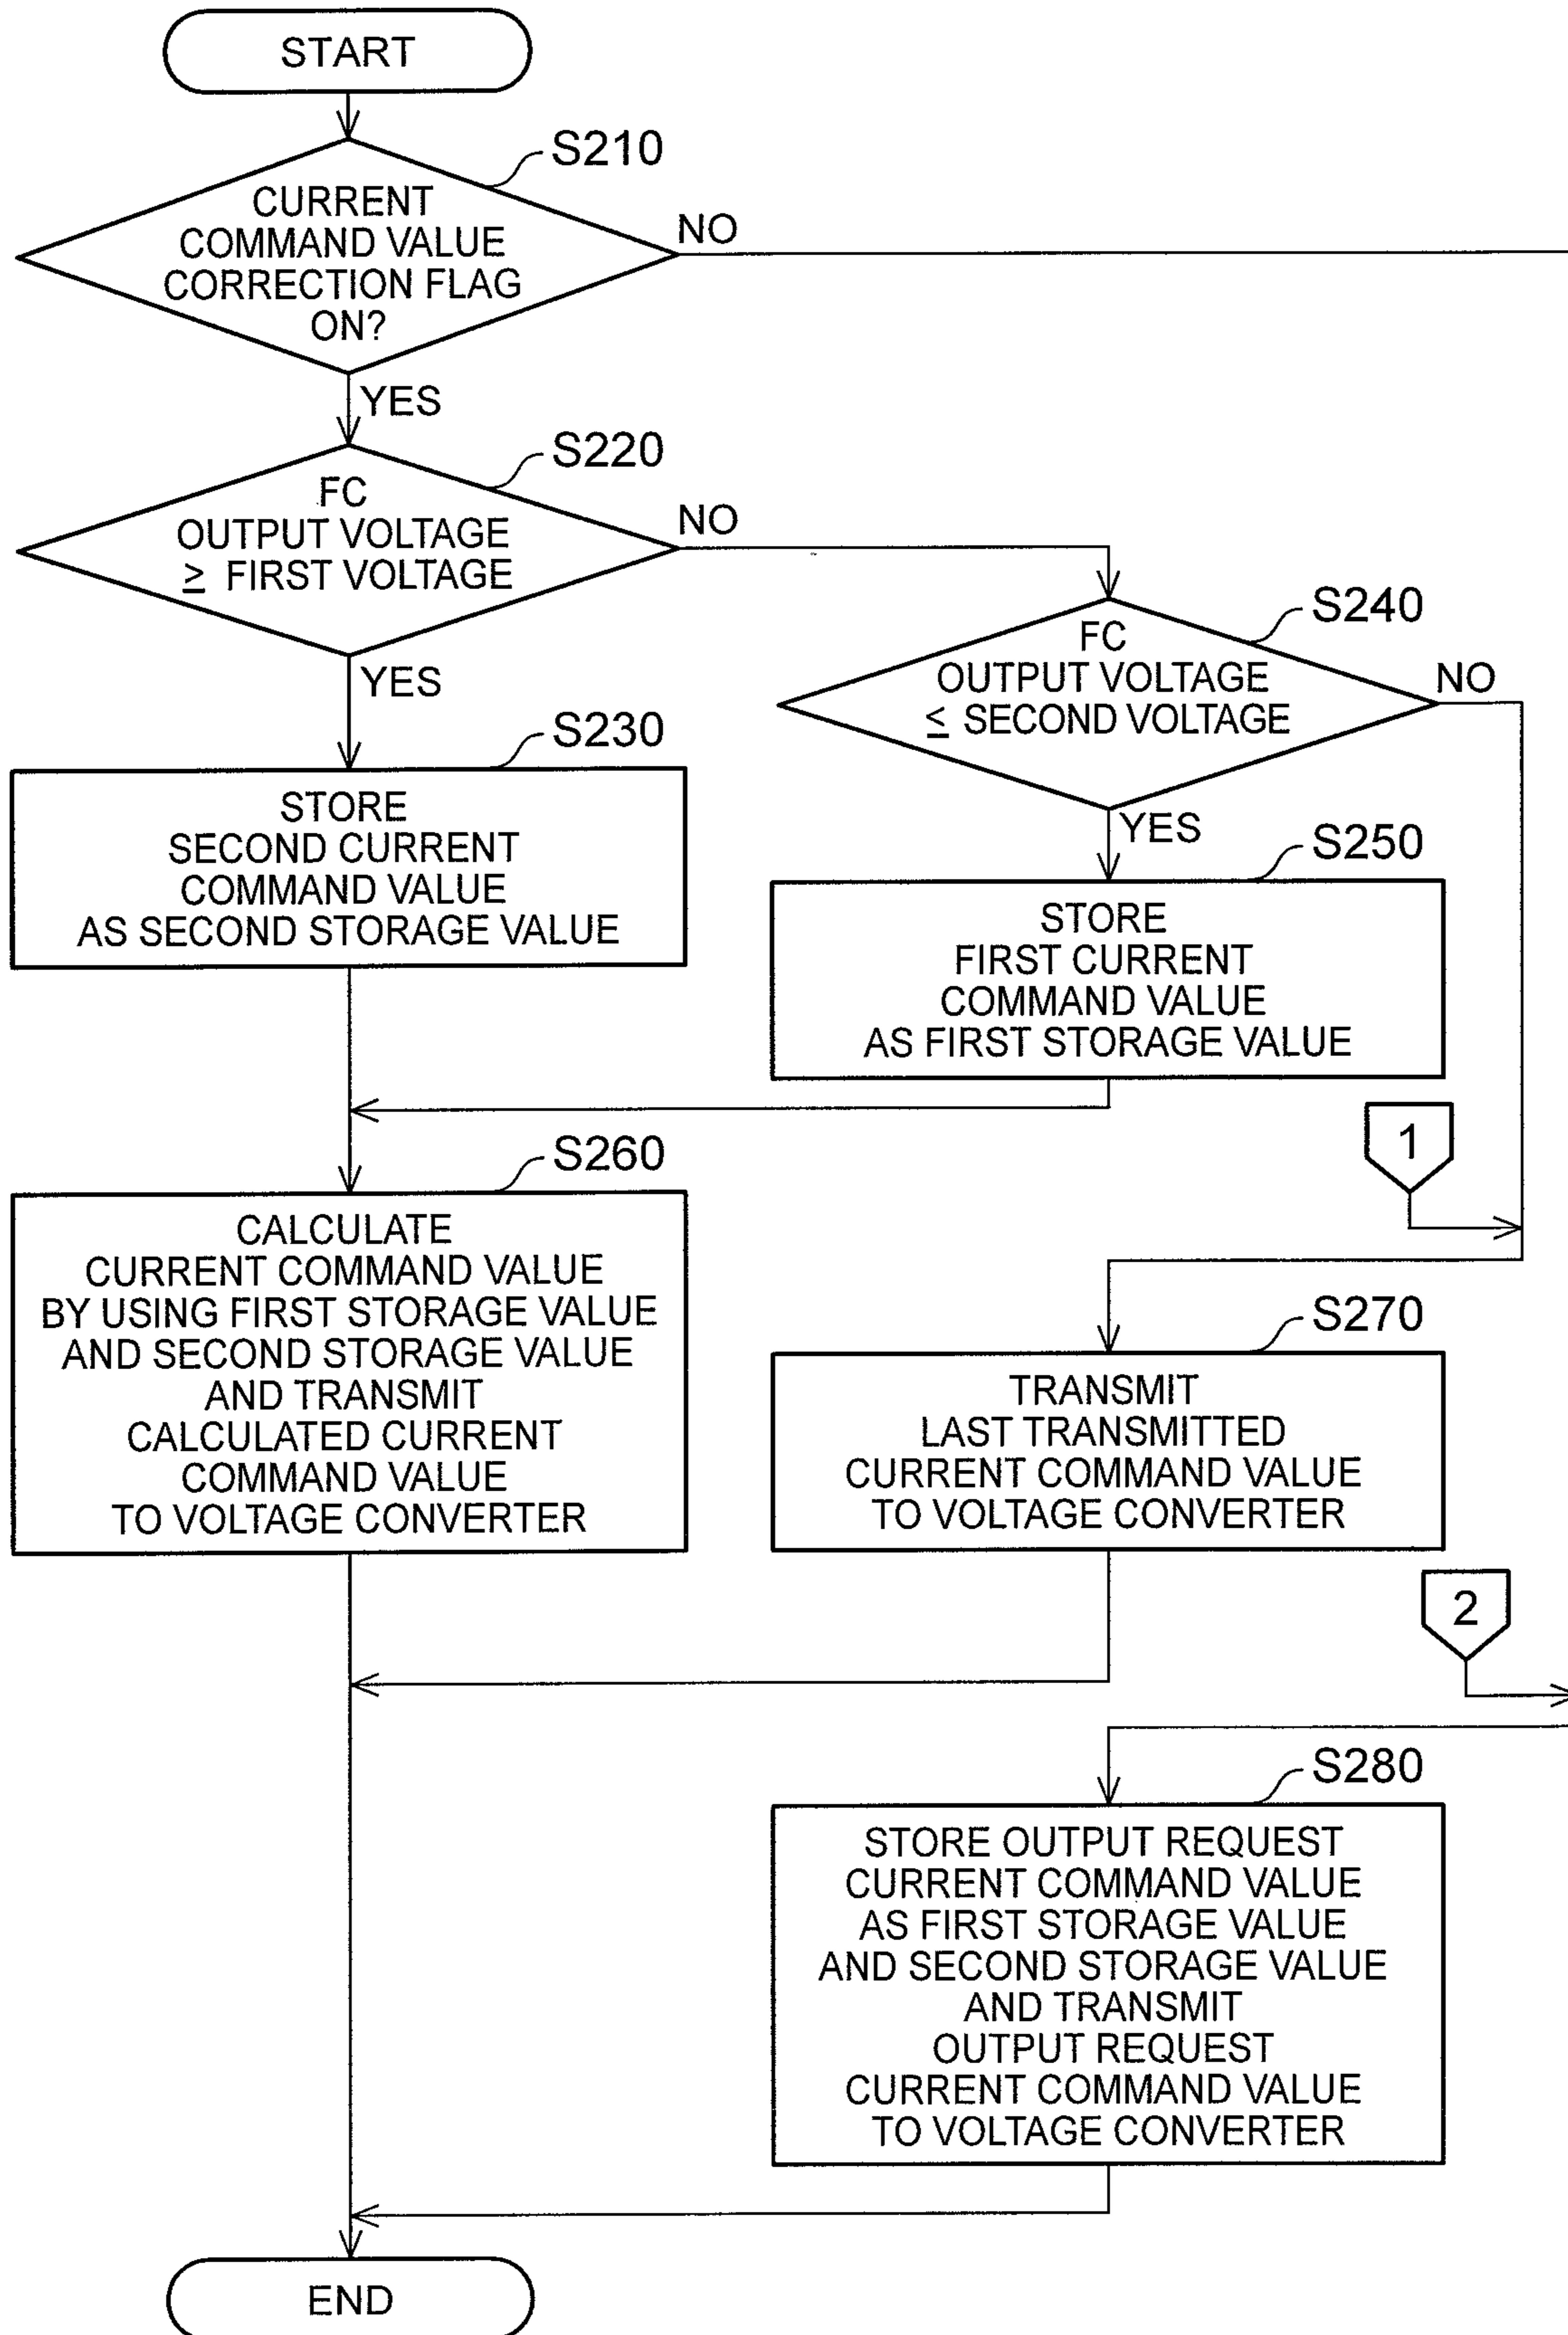 START
S210
CURRENT
COMMAND VALUE
CORRECTION FLAG
ON?
NO
YES
S220
FC
OUTPUT VOLTAGE
≥ FIRST VOLTAGE
NO
YES
S240
FC
OUTPUT VOLTAGE
≤ SECOND VOLTAGE
NO
YES
S230
STORE
SECOND CURRENT
COMMAND VALUE
AS SECOND STORAGE VALUE
S250
STORE
FIRST CURRENT
COMMAND VALUE
AS FIRST STORAGE VALUE
1
S260
CALCULATE
CURRENT COMMAND VALUE
BY USING FIRST STORAGE VALUE
AND SECOND STORAGE VALUE
AND TRANSMIT
CALCULATED CURRENT
COMMAND VALUE
TO VOLTAGE CONVERTER
S270
TRANSMIT
LAST TRANSMITTED
CURRENT COMMAND VALUE
TO VOLTAGE CONVERTER
2
S280
STORE OUTPUT REQUEST
CURRENT COMMAND VALUE
AS FIRST STORAGE VALUE
AND SECOND STORAGE VALUE
AND TRANSMIT
OUTPUT REQUEST
CURRENT COMMAND VALUE
TO VOLTAGE CONVERTER
END